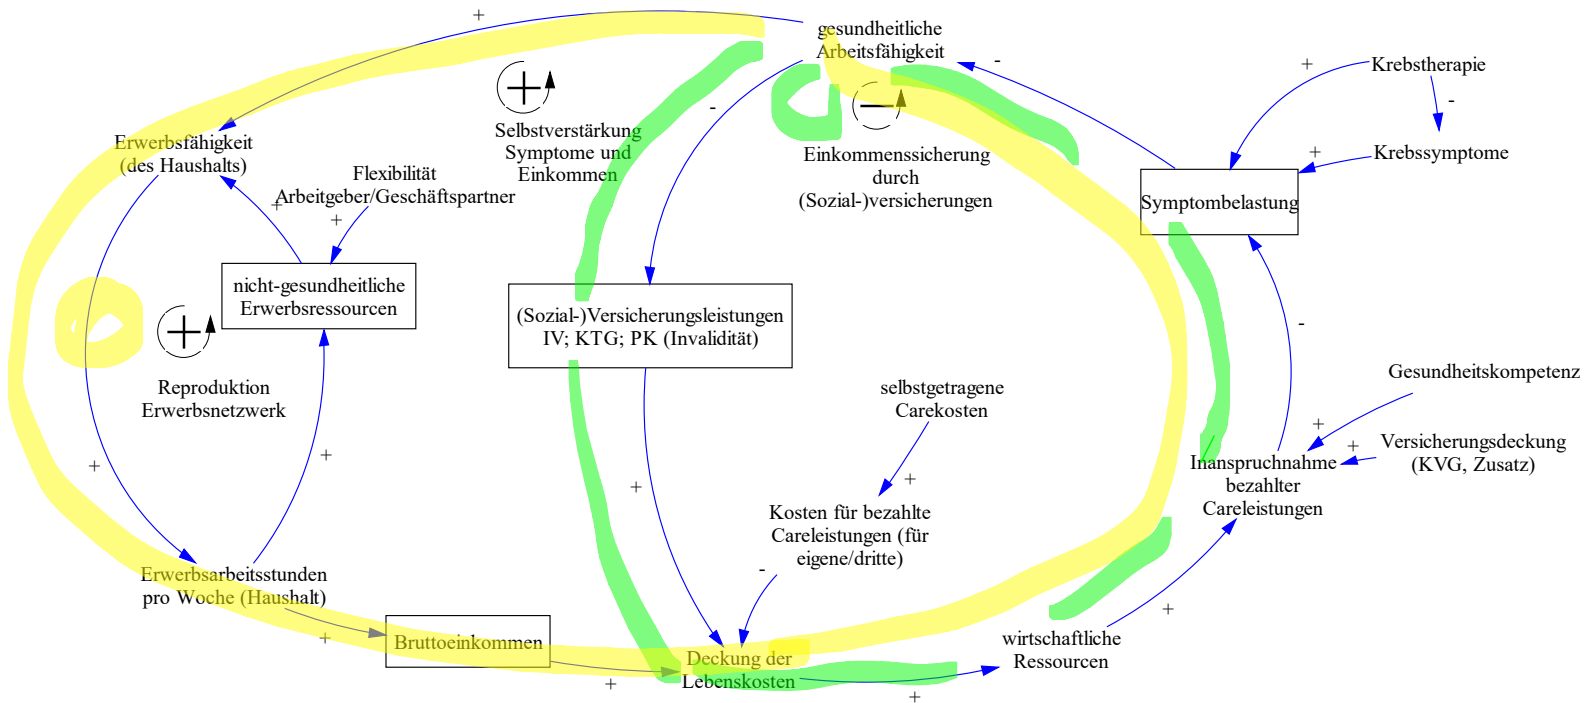 +
gesundheitliche
Arbeitsfähigkeit
-
+
Krebstherapie
-
+
Krebssymptome
Selbstverstärkung
Symptome und
Einkommen
-
Einkommenssicherung
durch
(Sozial-)versicherungen
Erwerbsfähigkeit
(des Haushalts)
Flexibilität
Arbeitgeber/Geschäftspartner
+
+
Symptombelastung
nicht-gesundheitliche
Erwerbsressourcen
(Sozial-)Versicherungsleistungen
IV; KTG; PK (Invalidität)
-
Reproduktion
Erwerbsnetzwerk
selbstgetragene
Carekosten
Gesundheitskompetenz
+
+
Versicherungsdeckung
(KVG, Zusatz)
+
+
+
+
Inanspruchnahme
bezahlter
Careleistungen
Kosten für bezahlte
Careleistungen (für
eigene/dritte)
-
Erwerbsarbeitsstunden
pro Woche (Haushalt)
+
+
Bruttoeinkommen
+
Deckung der
Lebenskosten
+
wirtschaftliche
Ressourcen